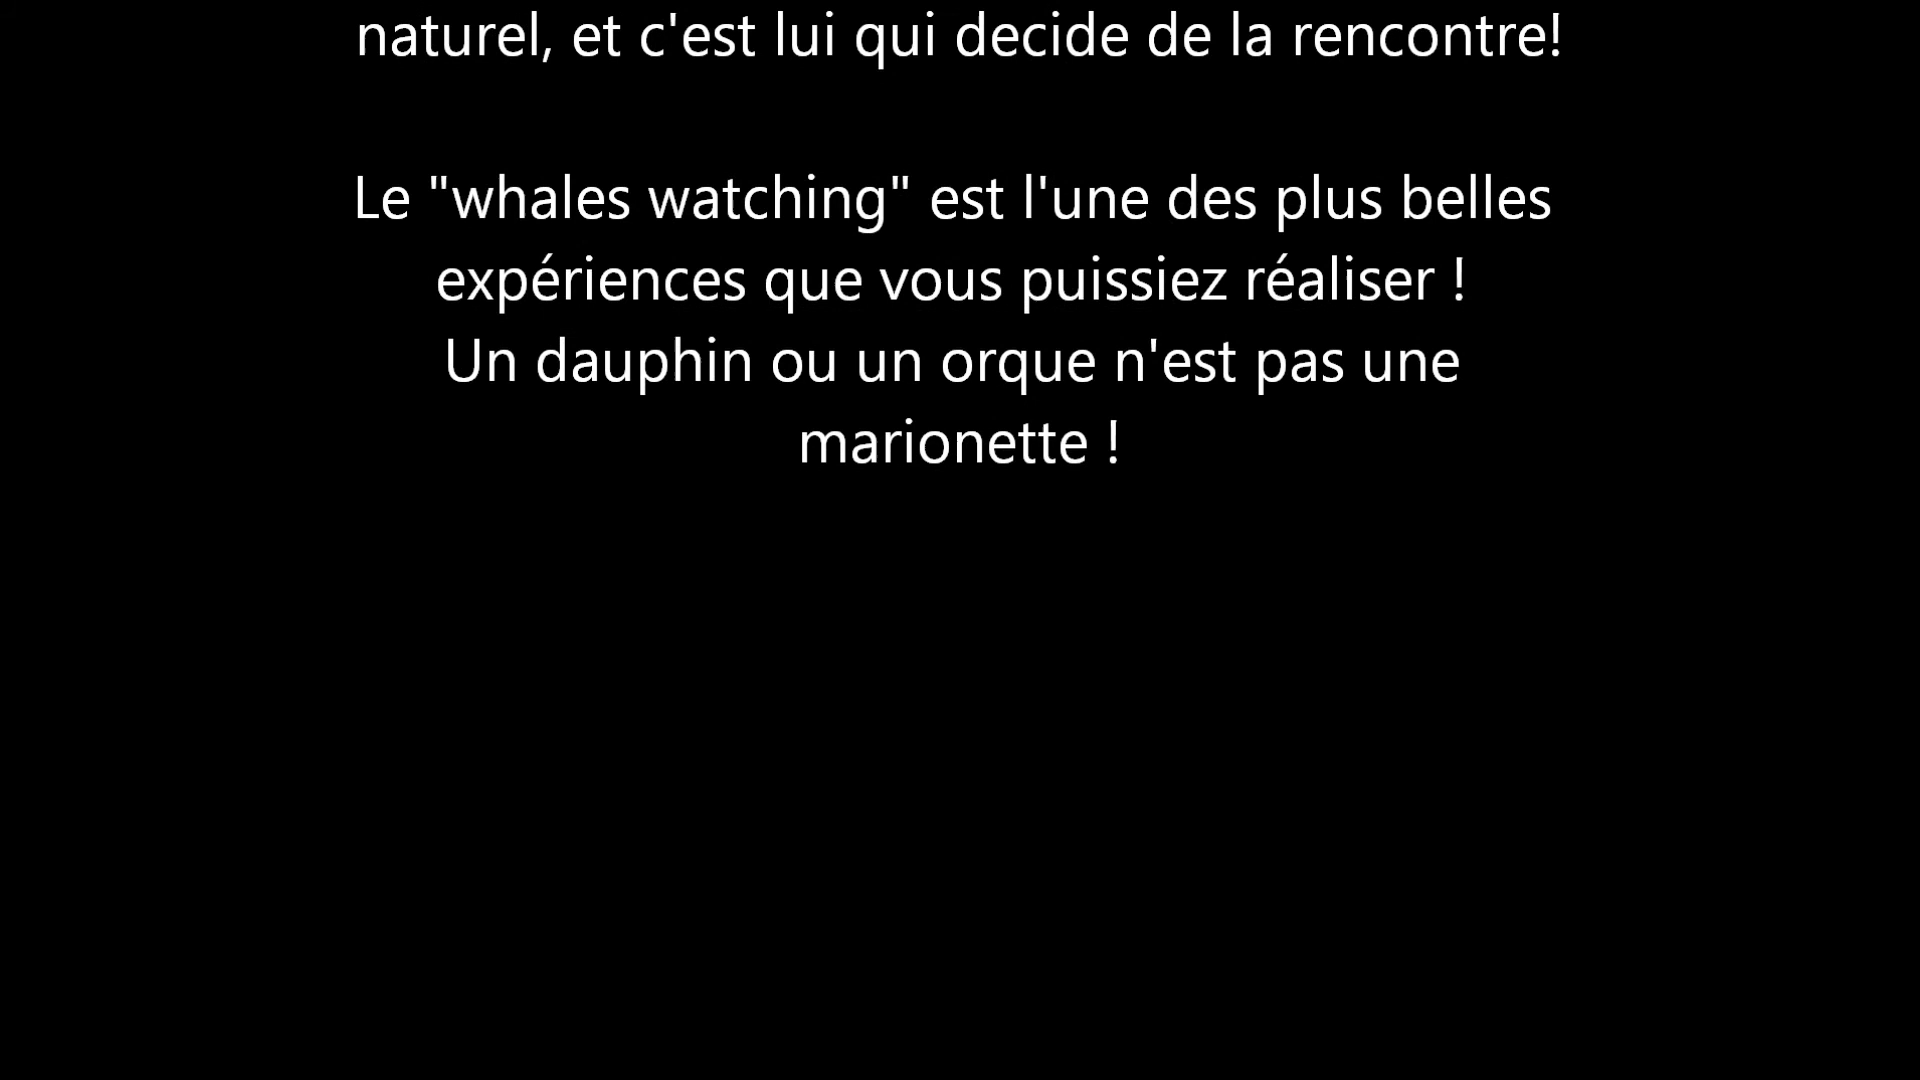 naturel, et c'est lui qui decide de la rencontre!
Le "whales watching" est l'une des plus belles
expériences que vous puissiez réaliser !
Un dauphin ou un orque n'est pas une
marionette !